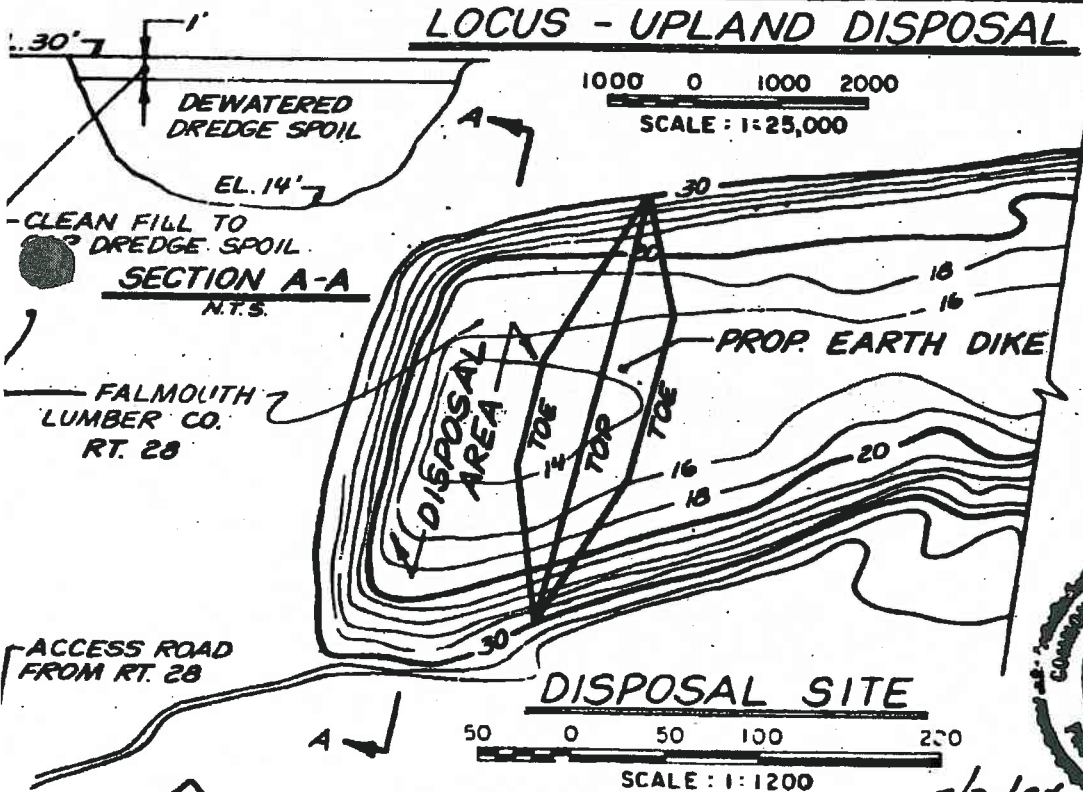 LOCUS - UPLAND DISPOSAL
1000 0 1000 2000
SCALE : 1:25,000
1'
30'
DEWATERED
DREDGE SPOIL
EL. 14'
CLEAN FILL TO
DREDGE SPOIL
SECTION A-A
N.T.S.
A
30
18
16
PROP. EARTH DIKE
FALMOUTH
LUMBER CO.
RT. 28
DISPOSAL
AREA
TOE
TOP
TOE
14
16
18
20
30
ACCESS ROAD
FROM RT. 28
A
DISPOSAL SITE
50 0 50 100
SCALE : 1:1200